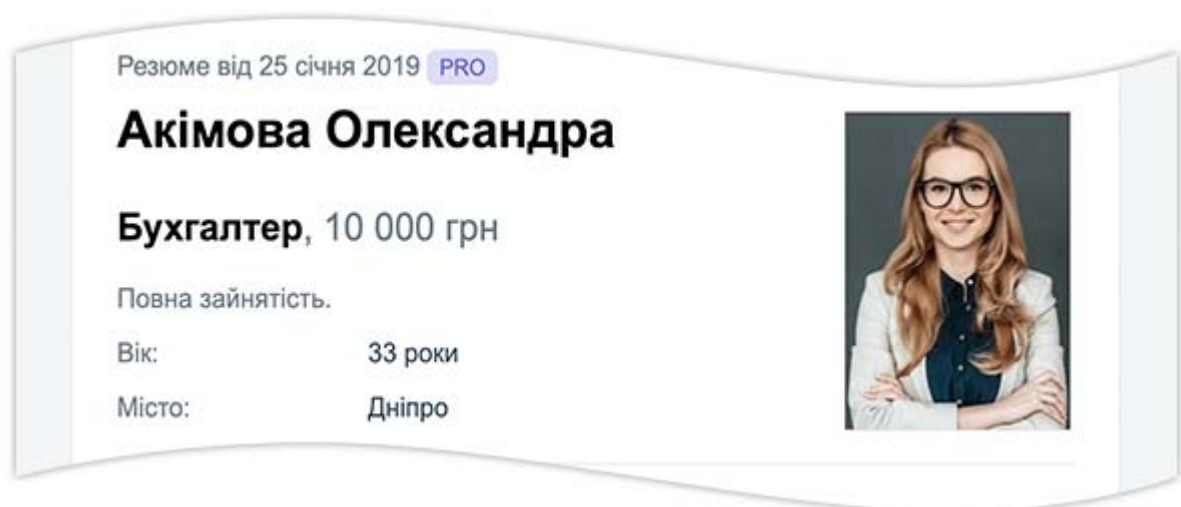 Резюме від 25 січня 2019 PRO
Акімова Олександра
Бухгалтер, 10 000 грн
Повна зайнятість.
Вік: 33 роки
Місто: Дніпро